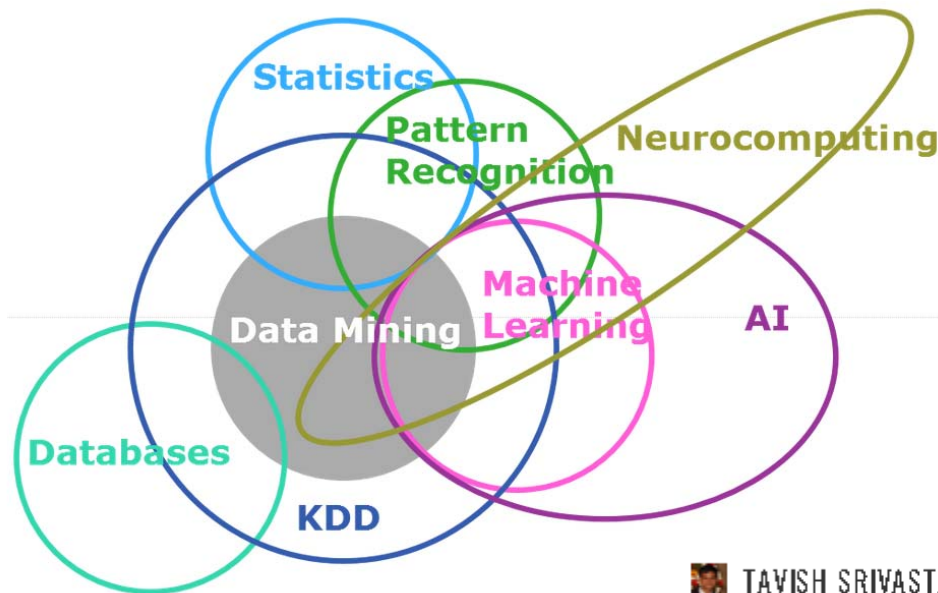 Statistics
Pattern
Recognition
Neurocomputing
Machine
Learning
AI
Data Mining
Databases
KDD
TAVISH SRIVAST